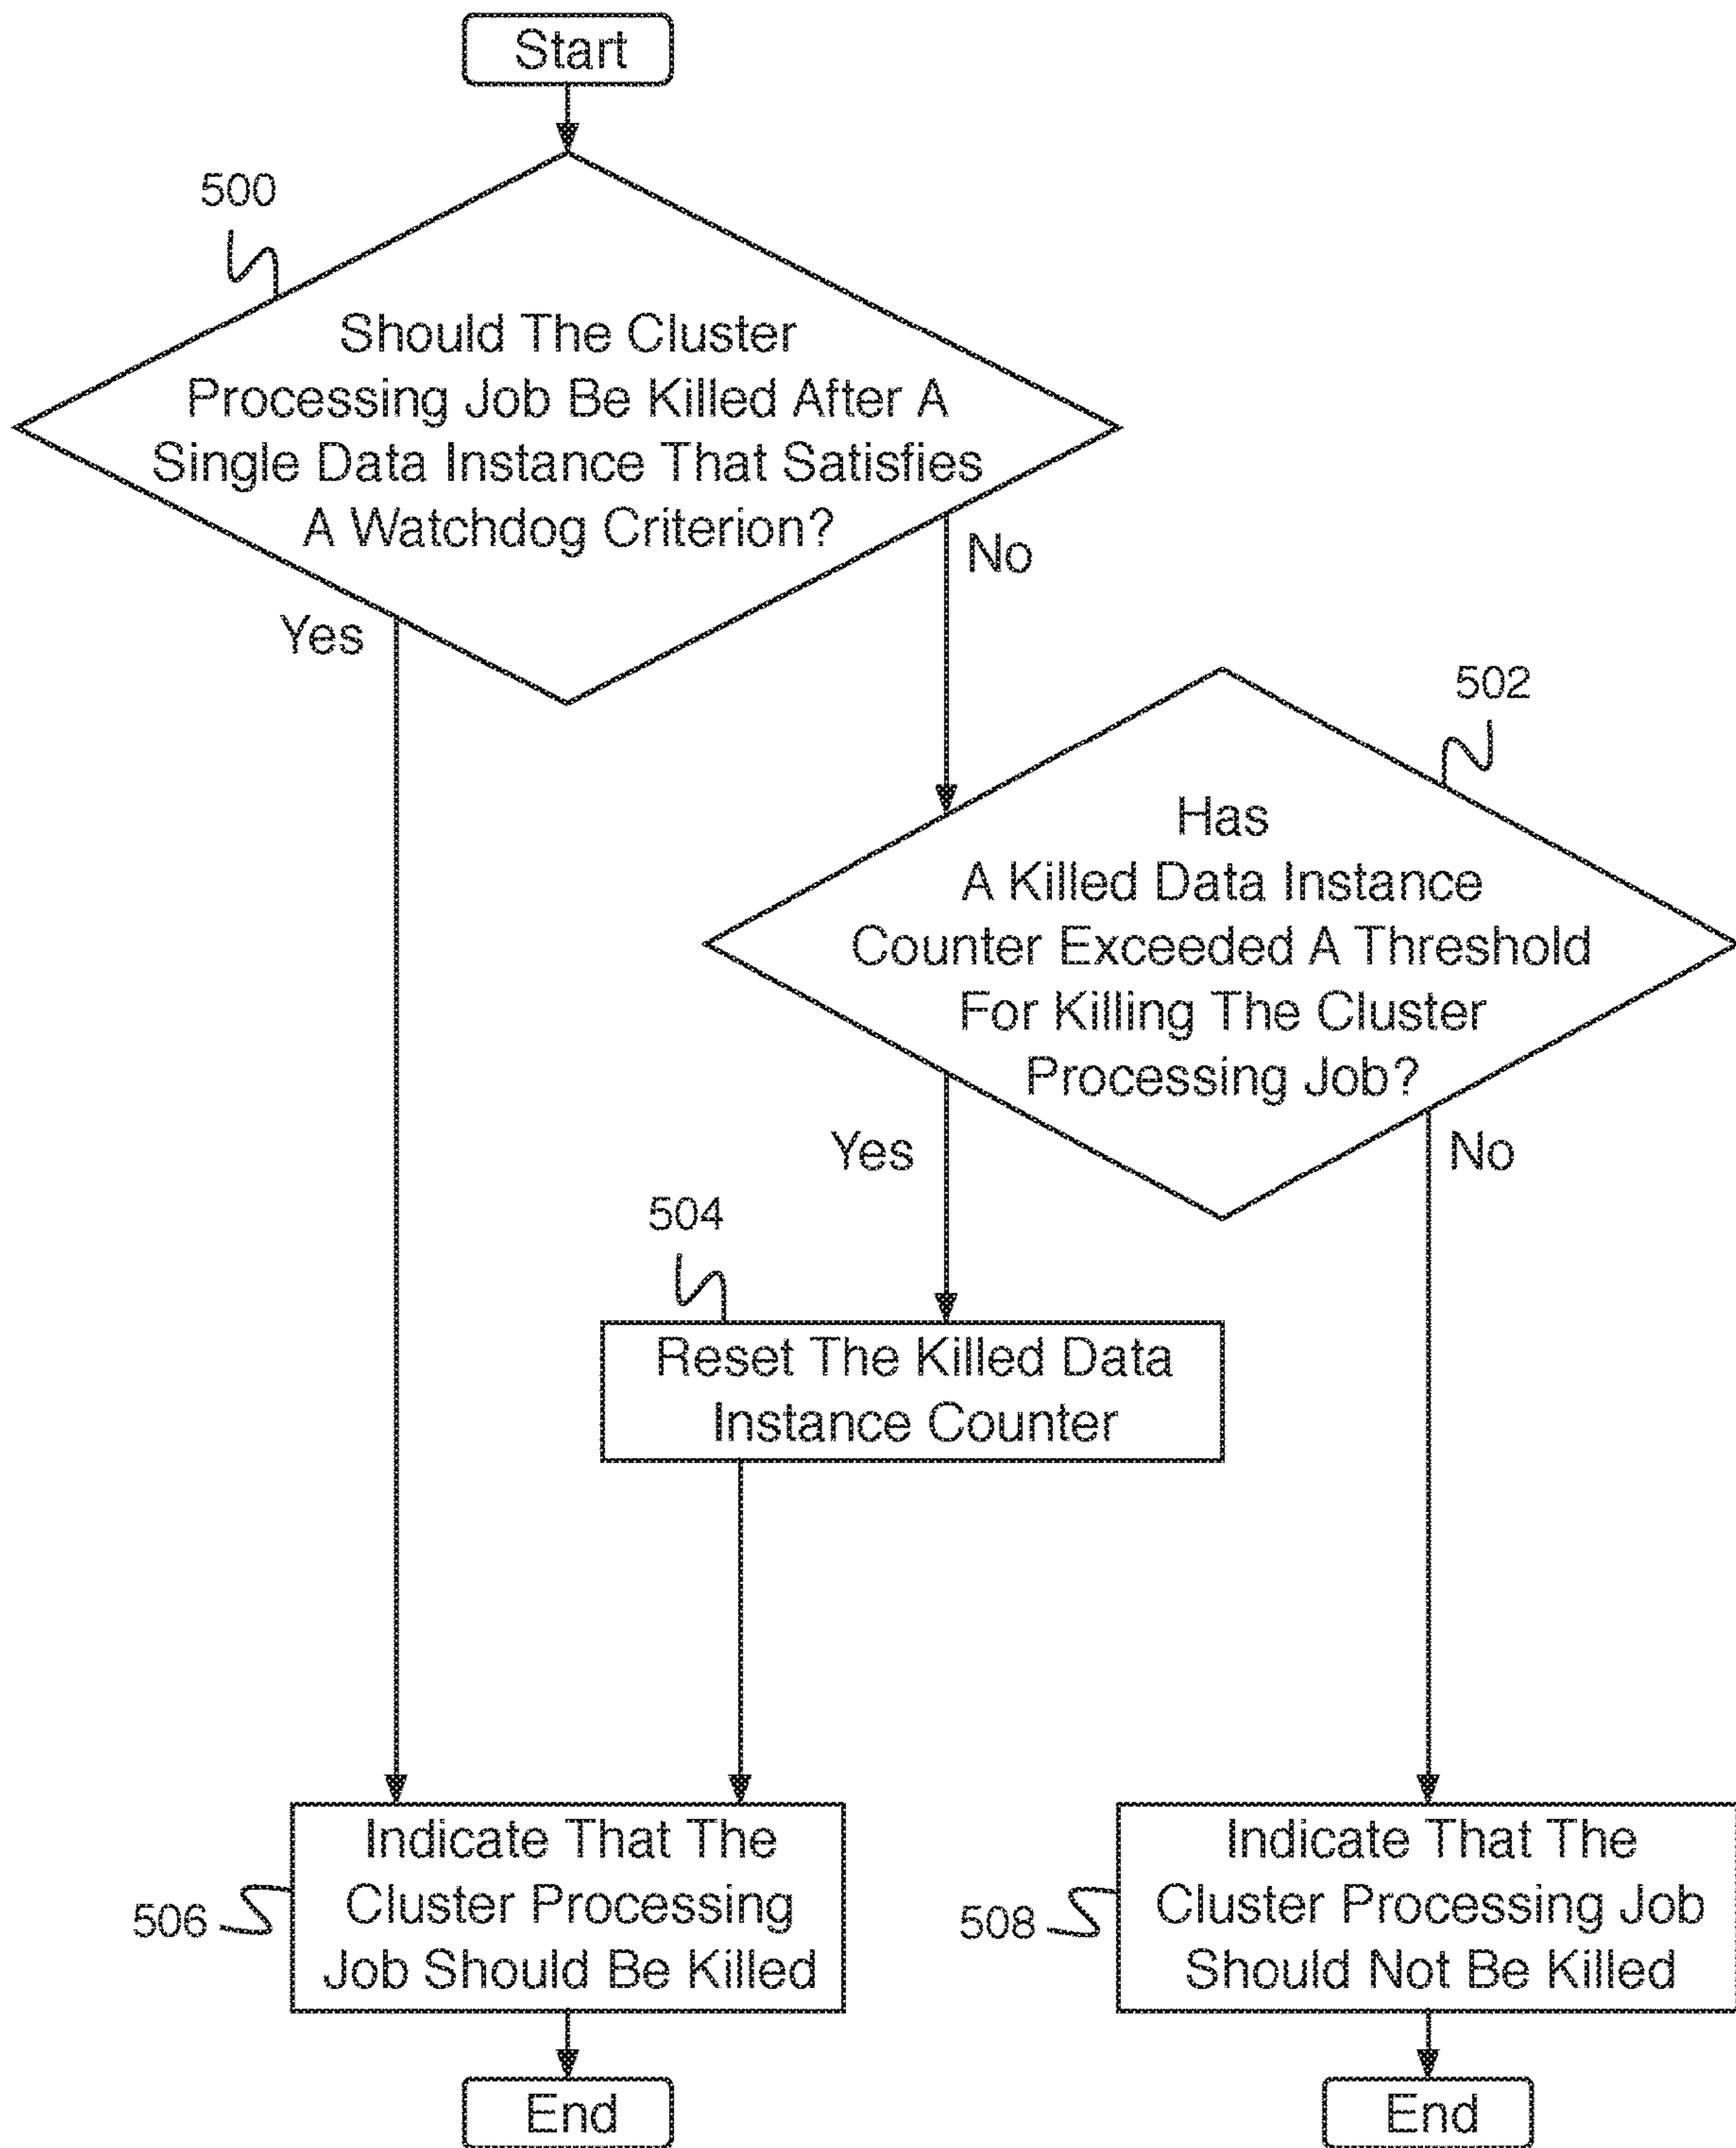 Start
500
Should The Cluster
Processing Job Be Killed After A
Single Data Instance That Satisfies
A Watchdog Criterion?
No
Yes
502
Has
A Killed Data Instance
Counter Exceeded A Threshold
For Killing The Cluster
Processing Job?
Yes
No
504
Reset The Killed Data
Instance Counter
506
Indicate That The
Cluster Processing
Job Should Be Killed
508
Indicate That The
Cluster Processing Job
Should Not Be Killed
End
End